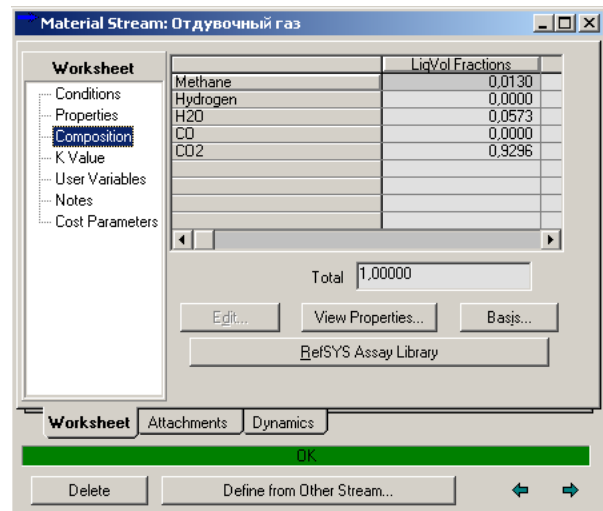 Material Stream: Отдувочный газ
Worksheet
Conditions
Properties
Composition
K Value
User Variables
Notes
Cost Parameters
LiqVol Fractions
Methane 0,0130
Hydrogen 0,0000
H2O 0,0573
CO 0,0000
CO2 0,9296
Total 1,00000
Edit... View Properties... Basis...
RefSYS Assay Library
Worksheet Attachments Dynamics
OK
Delete Define from Other Stream...